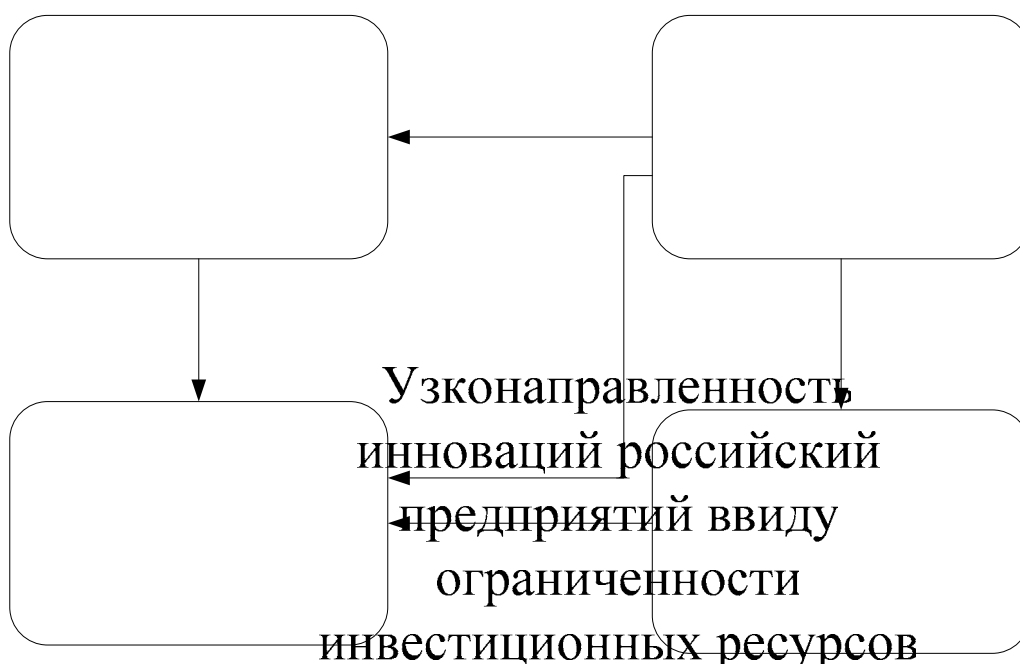 Узконаправленность
инноваций российский
предприятий ввиду
ограниченности
инвестиционных ресурсов